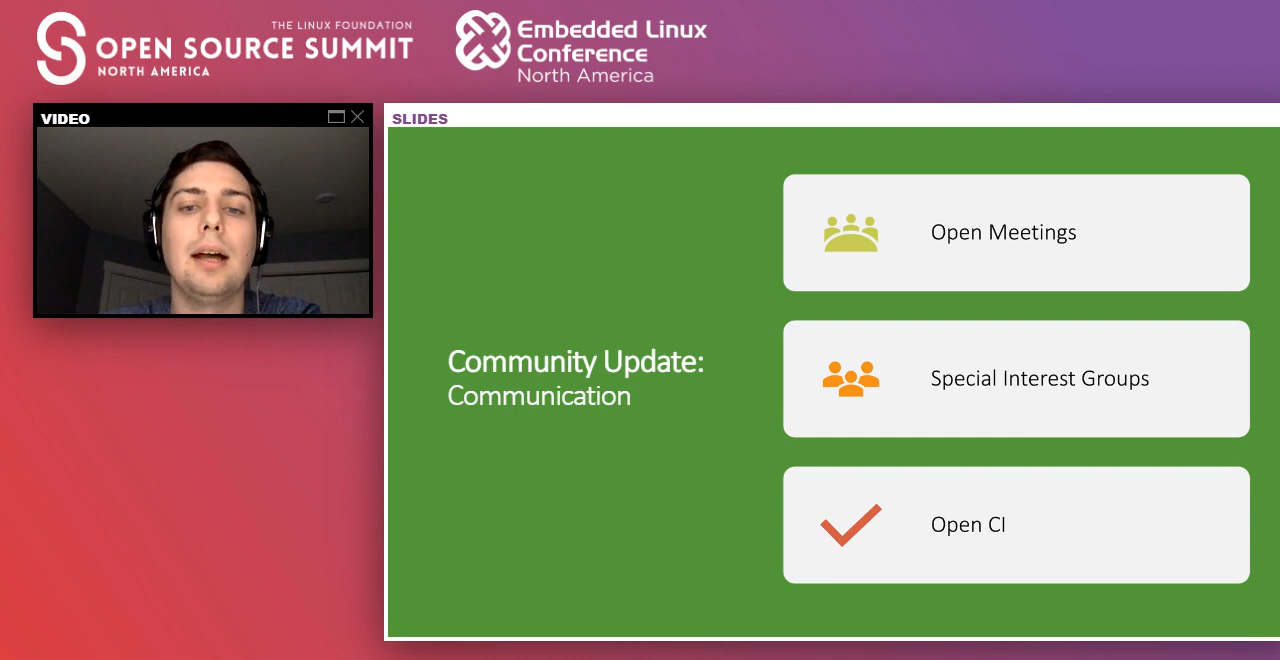 THE LINUX FOUNDATION
OPEN SOURCE SUMMIT
NORTH AMERICA
Embedded Linux
Conference
North America
VIDEO
SLIDES
Community Update:
Communication
Open Meetings
Special Interest Groups
Open CI